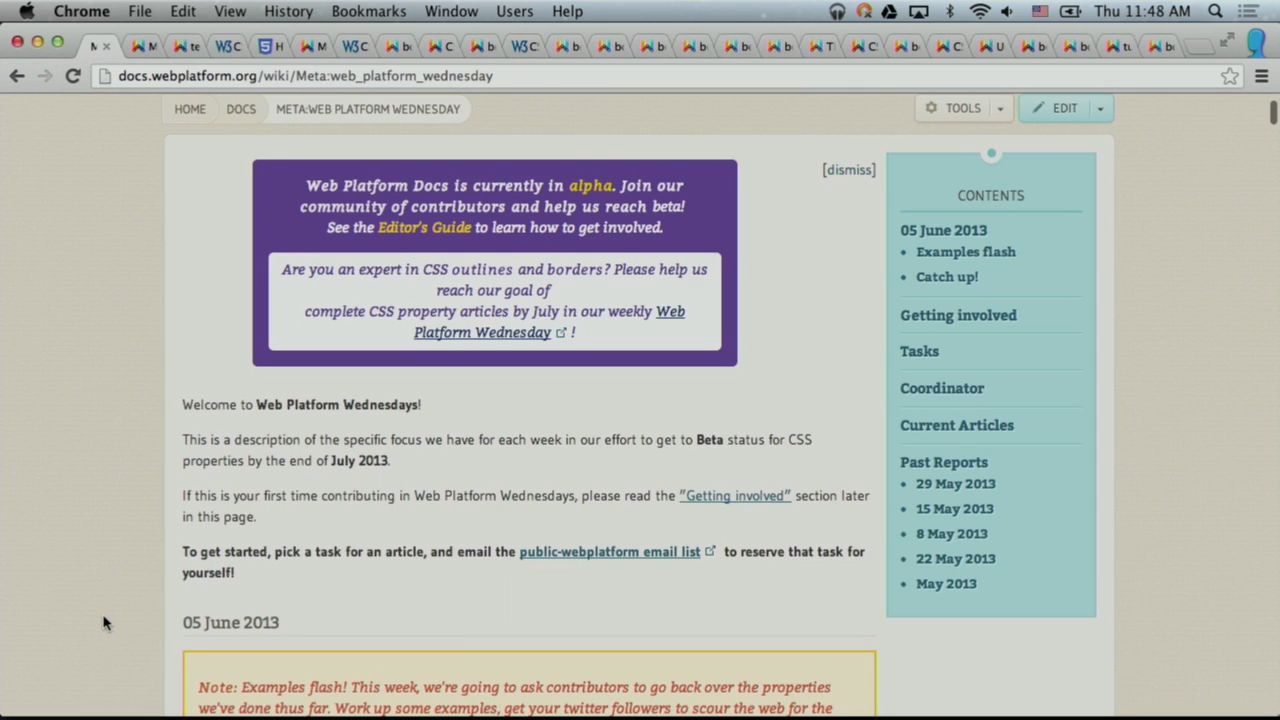 Chrome File Edit View History Bookmarks Window Users Help Thu 11:48 AM
docs.webplatform.org/wiki/Meta:web_platform_wednesday
HOME DOCS META:WEB PLATFORM WEDNESDAY TOOLS EDIT
[dismiss]
Web Platform Docs is currently in alpha. Join our
community of contributors and help us reach beta!
See the Editor's Guide to learn how to get involved.
Are you an expert in CSS outlines and borders? Please help us
reach our goal of
complete CSS property articles by July in our weekly Web
Platform Wednesday !
Welcome to Web Platform Wednesdays!
This is a description of the specific focus we have for each week in our effort to get to Beta status for CSS
properties by the end of July 2013.
If this is your first time contributing in Web Platform Wednesdays, please read the "Getting involved" section later
in this page.
To get started, pick a task for an article, and email the public-webplatform email list to reserve that task for
yourself!
05 June 2013
Note: Examples flash! This week, we're going to ask contributors to go back over the properties
we've done thus far. Work up some examples, get your twitter followers to scour the web for the
CONTENTS
05 June 2013
Examples flash
Catch up!
Getting involved
Tasks
Coordinator
Current Articles
Past Reports
29 May 2013
15 May 2013
8 May 2013
22 May 2013
May 2013